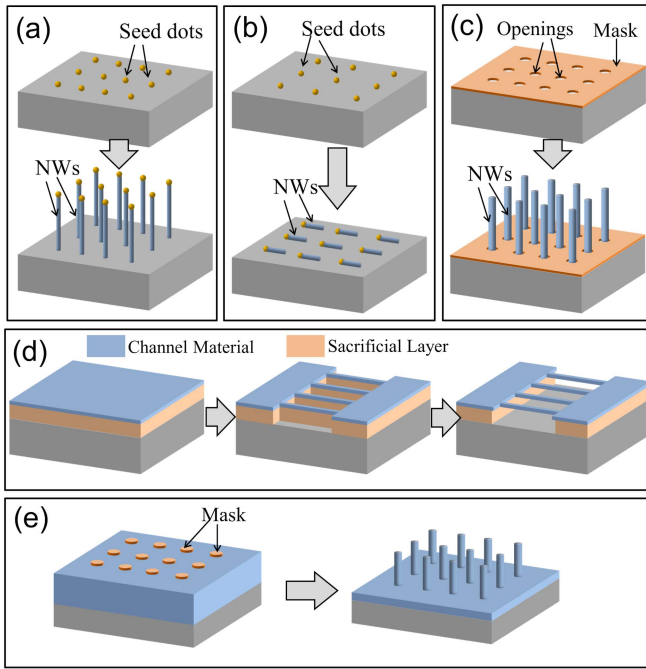 (a)
Seed dots
NWs
(b)
Seed dots
NWs
(c)
Openings
Mask
NWs
(d)
Channel Material
Sacrificial Layer
(e)
Mask